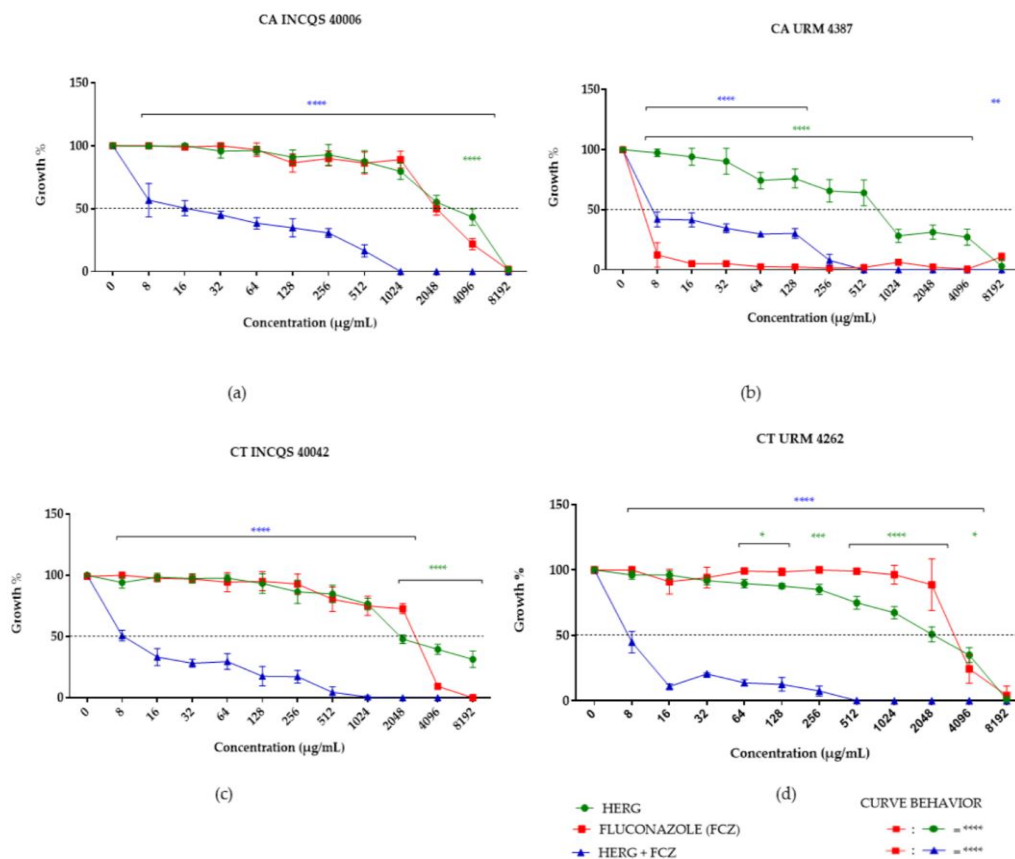 CA INCQS 40006
150
****
100
****
Growth %
50
0
0 8 16 32 64 128 256 512 1024 2048 4096 8192
Concentration (µg/mL)
(a)
CA URM 4387
150
**** **
****
100
Growth %
50
0
0 8 16 32 64 128 256 512 1024 2048 4096 8192
Concentration (µg/mL)
(b)
CT INCQS 40042
150
****
****
100
Growth %
50
0
0 8 16 32 64 128 256 512 1024 2048 4096 8192
Concentration (µg/mL)
(c)
CT URM 4262
****
150
* *** **** *
100
Growth %
50
0
0 8 16 32 64 128 256 512 1024 2048 4096 8192
Concentration (µg/mL)
(d)
HERG
FLUCONAZOLE (FCZ)
HERG + FCZ
CURVE BEHAVIOR
: = ****
: = ****